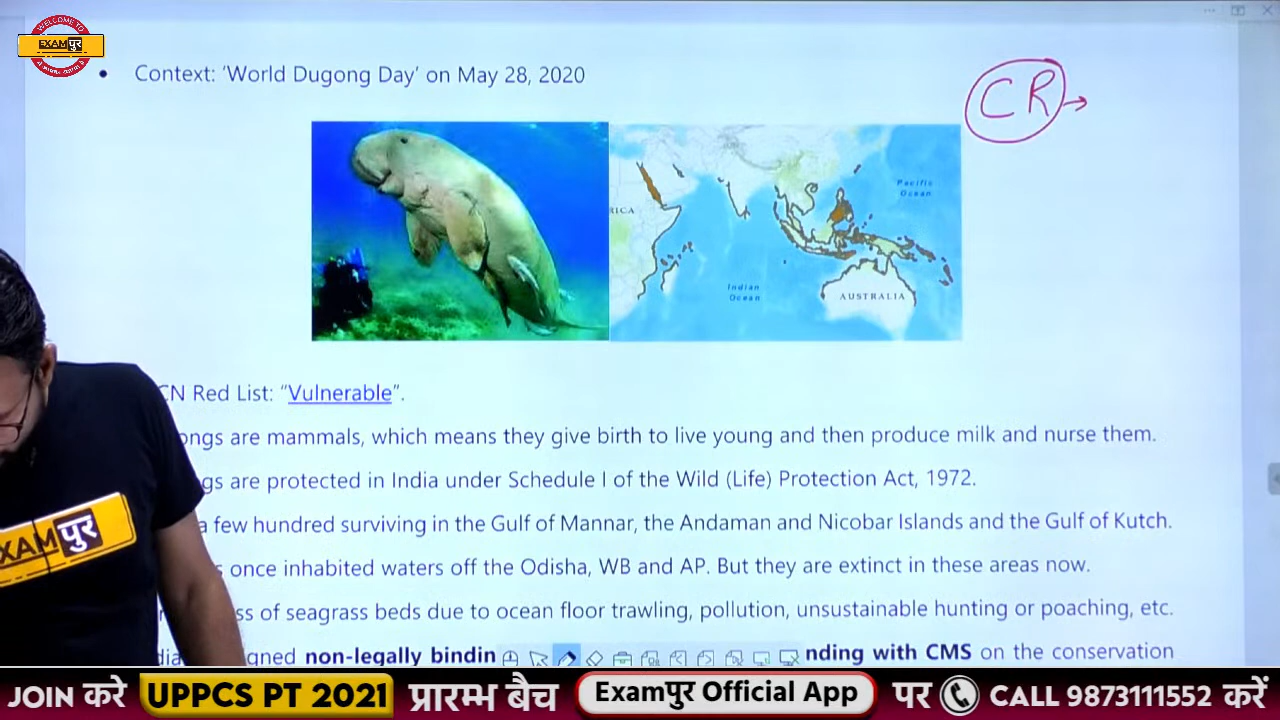 WELCOME TO
EXAMपुर
• Context: ‘World Dugong Day’ on May 28, 2020
CR→
RICA
Pacific
Ocean
Indian
Ocean
AUSTRALIA
CN Red List: “Vulnerable”.
ongs are mammals, which means they give birth to live young and then produce milk and nurse them.
gs are protected in India under Schedule I of the Wild (Life) Protection Act, 1972.
a few hundred surviving in the Gulf of Mannar, the Andaman and Nicobar Islands and the Gulf of Kutch.
s once inhabited waters off the Odisha, WB and AP. But they are extinct in these areas now.
ss of seagrass beds due to ocean floor trawling, pollution, unsustainable hunting or poaching, etc.
dia gned non-legally bindin nding with CMS on the conservation
XAMपुर
JOIN करे UPPCS PT 2021 प्रारम्भ बैच Examपुर Official App पर CALL 9873111552 करें